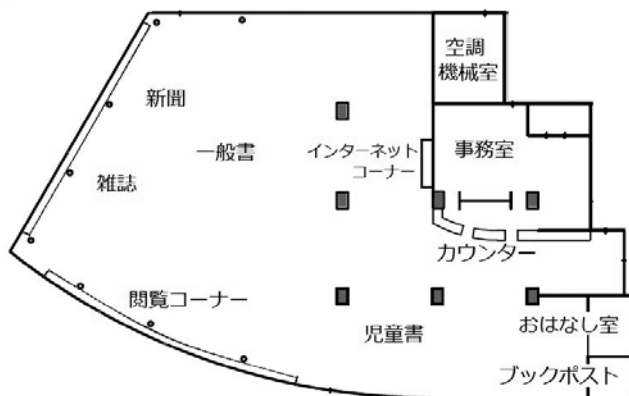 空調
機械室
新聞
一般書
インターネット
コーナー
事務室
雑誌
カウンター
閲覧コーナー
児童書
おはなし室
ブックポスト